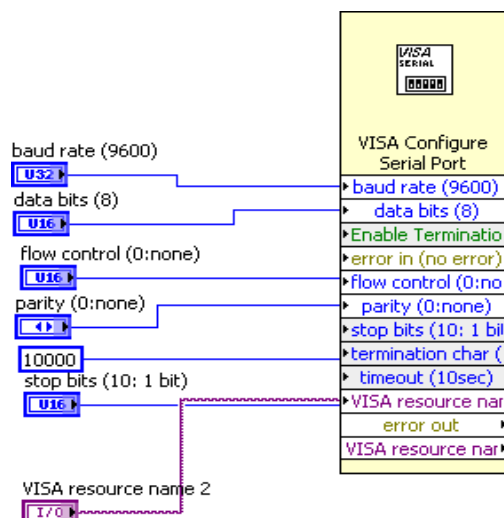 VISA
SERIAL
VISA Configure
Serial Port
baud rate (9600)
U32
data bits (8)
U16
flow control (0:none)
U16
parity (0:none)
10000
stop bits (10: 1 bit)
U16
VISA resource name 2
I/O
baud rate (9600)
data bits (8)
Enable Terminatio
error in (no error)
flow control (0:no
parity (0:none)
stop bits (10: 1 bit
termination char (
timeout (10sec)
VISA resource nar
error out
VISA resource nar